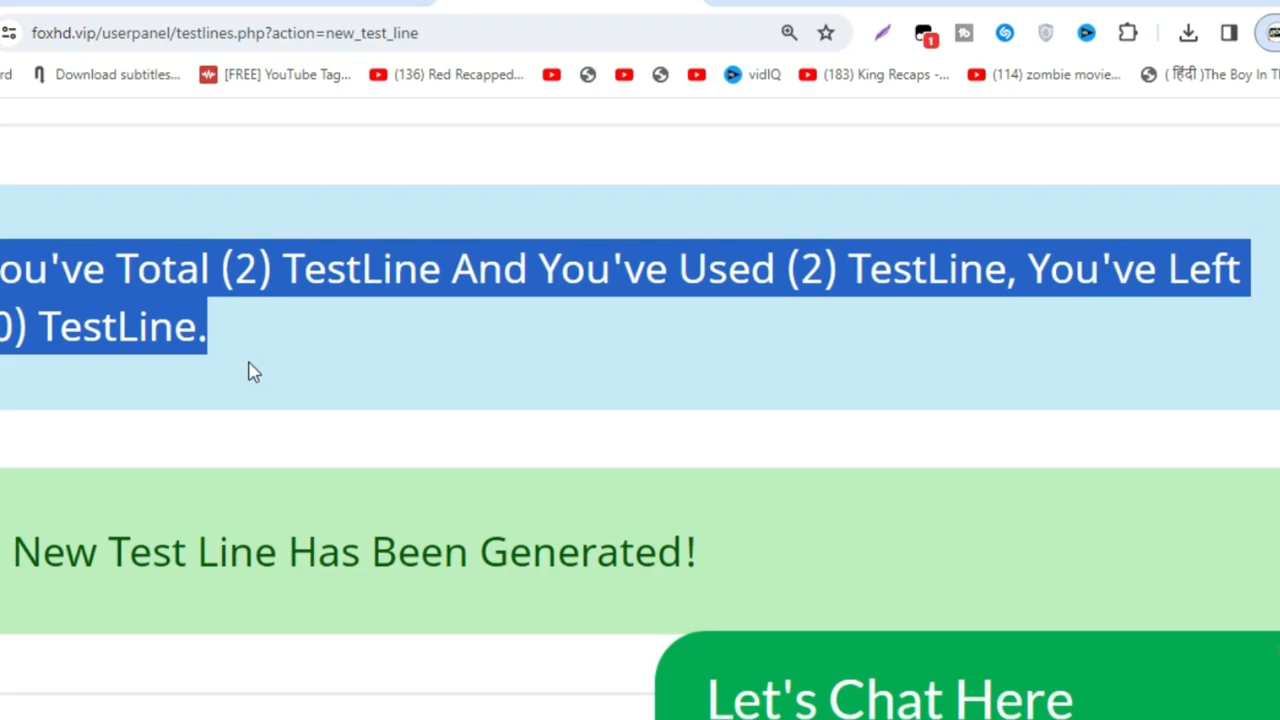 foxhd.vip/userpanel/testlines.php?action=new_test_line
1
rd Download subtitles... [FREE] YouTube Tag... (136) Red Recapped... vidIQ (183) King Recaps -... (114) zombie movie... ( हिंदी )The Boy In T
ou've Total (2) TestLine And You've Used (2) TestLine, You've Left
0) TestLine.
New Test Line Has Been Generated!
Let's Chat Here